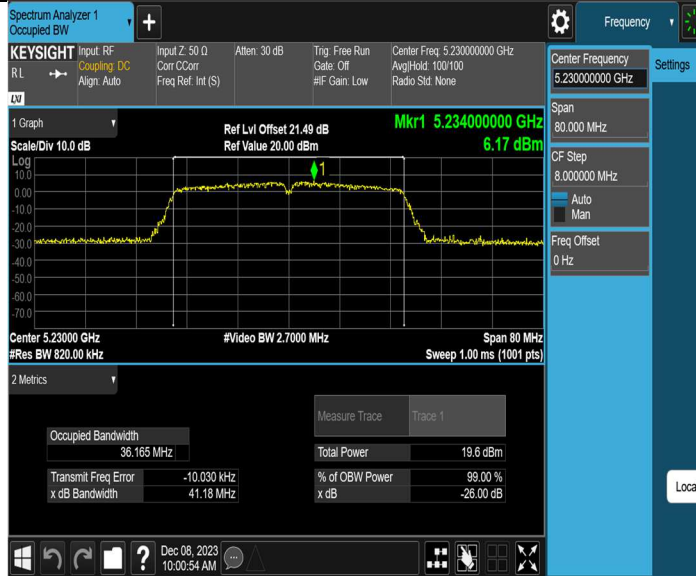 Spectrum Analyzer 1
Occupied BW
Frequency
KEYSIGHT
RL
LXI
Input: RF
Coupling: DC
Align: Auto
Input Z: 50 Ω
Corr CCorr
Freq Ref: Int (S)
Atten: 30 dB
Trig: Free Run
Gate: Off
#IF Gain: Low
Center Freq: 5.230000000 GHz
Avg|Hold: 100/100
Radio Std: None
Center Frequency
5.230000000 GHz
Settings
Span
80.000 MHz
CF Step
8.000000 MHz
Auto
Man
Freq Offset
0 Hz
1 Graph
Scale/Div 10.0 dB
Ref Lvl Offset 21.49 dB
Ref Value 20.00 dBm
Mkr1 5.234000000 GHz
6.17 dBm
Log
10.0
0.00
-10.0
-20.0
-30.0
-40.0
-50.0
-60.0
-70.0
1
Center 5.23000 GHz
#Res BW 820.00 kHz
#Video BW 2.7000 MHz
Span 80 MHz
Sweep 1.00 ms (1001 pts)
2 Metrics
Measure Trace Trace 1
Occupied Bandwidth
36.165 MHz
Total Power 19.6 dBm
Transmit Freq Error -10.030 kHz
% of OBW Power 99.00 %
x dB Bandwidth 41.18 MHz
x dB -26.00 dB
Loca
Dec 08, 2023
10:00:54 AM